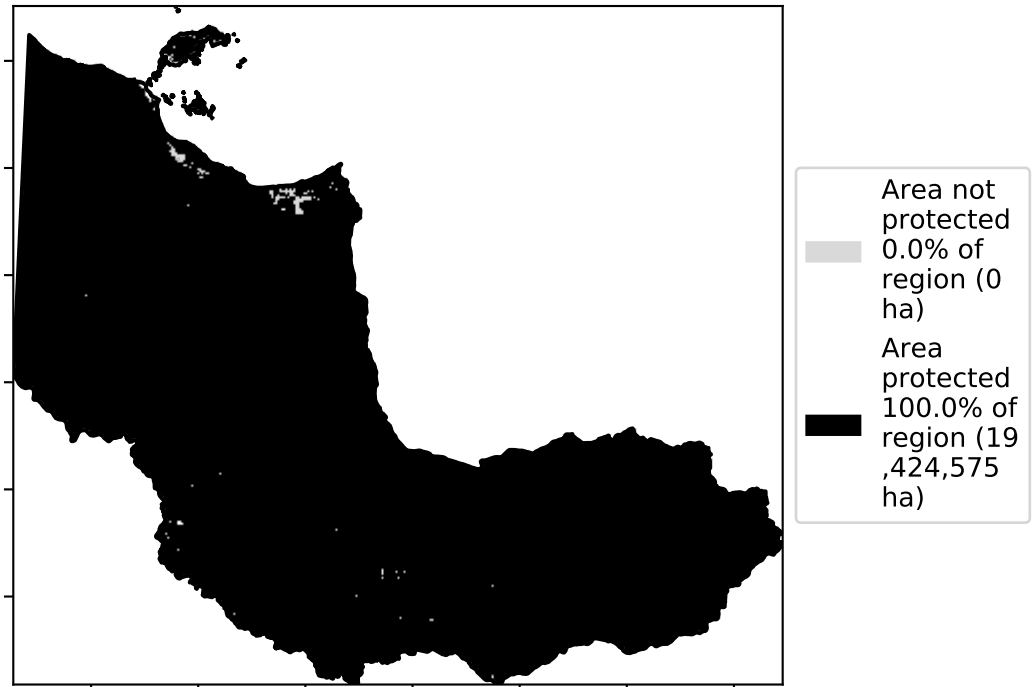 Area not
protected
0.0% of
region (0
ha)
Area
protected
100.0% of
region (19
,424,575
ha)